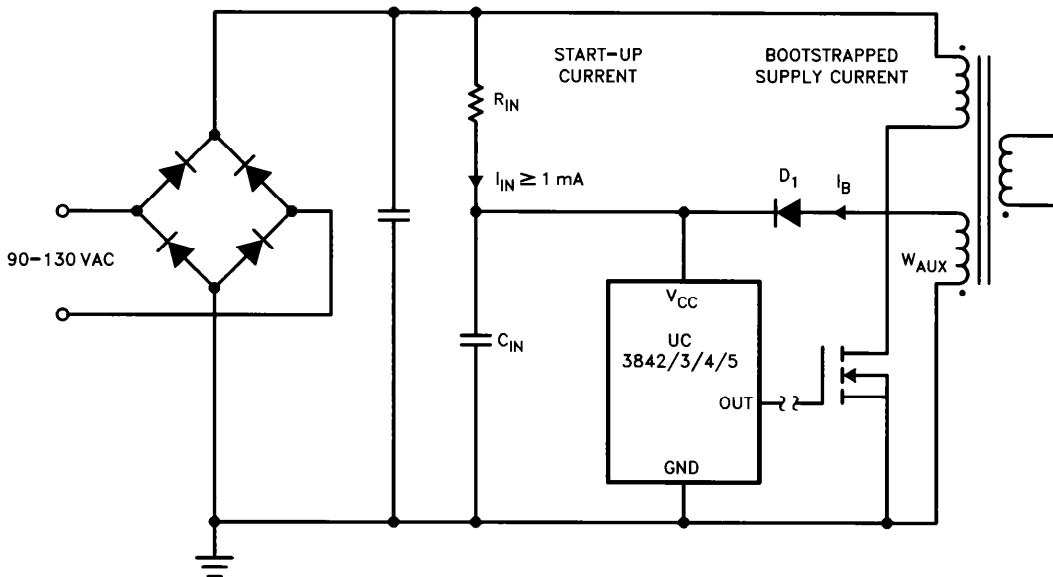 START-UP
CURRENT
BOOTSTRAPPED
SUPPLY CURRENT
R_IN
I_IN ≥ 1 mA
D_1
I_B
90–130 VAC
W_AUX
V_CC
C_IN
UC
3842/3/4/5
OUT
GND